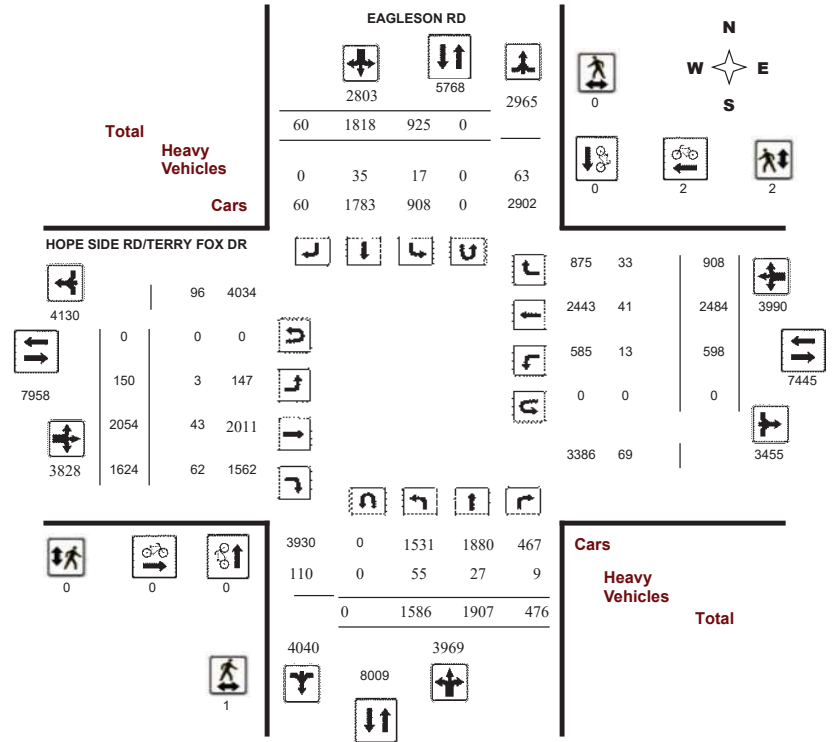 EAGLESON RD
N
W E
S
2803 5768 2965
0
Total 60 1818 925 0
Heavy
Vehicles 0 35 17 0 63
Cars 60 1783 908 0 2902
0 2 2
HOPE SIDE RD/TERRY FOX DR
4130 96 4034
875 33 908 3990
7958 0 0 0
2443 41 2484
150 3 147
585 13 598 7445
3828 2054 43 2011
0 0 0
1624 62 1562
3386 69 3455
3930 0 1531 1880 467 Cars
110 0 55 27 9 Heavy
Vehicles
0 1586 1907 476 Total
0 0 0
4040 8009 3969
1